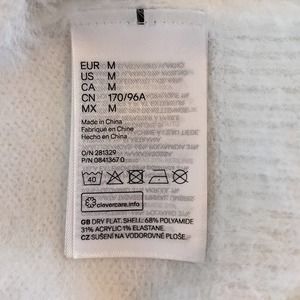 EUR M
US M
CA M
CN 170/96A
MX M
Made in China
Fabriqué en Chine
Hecho en China
O/N 281329
P/N 0841367 0
40
clevercare.info
GB DRY FLAT. SHELL: 68% POLYAMIDE
31% ACRYLIC 1% ELASTANE.
CZ SUŠENÍ NA VODOROVNÉ PLOŠE.